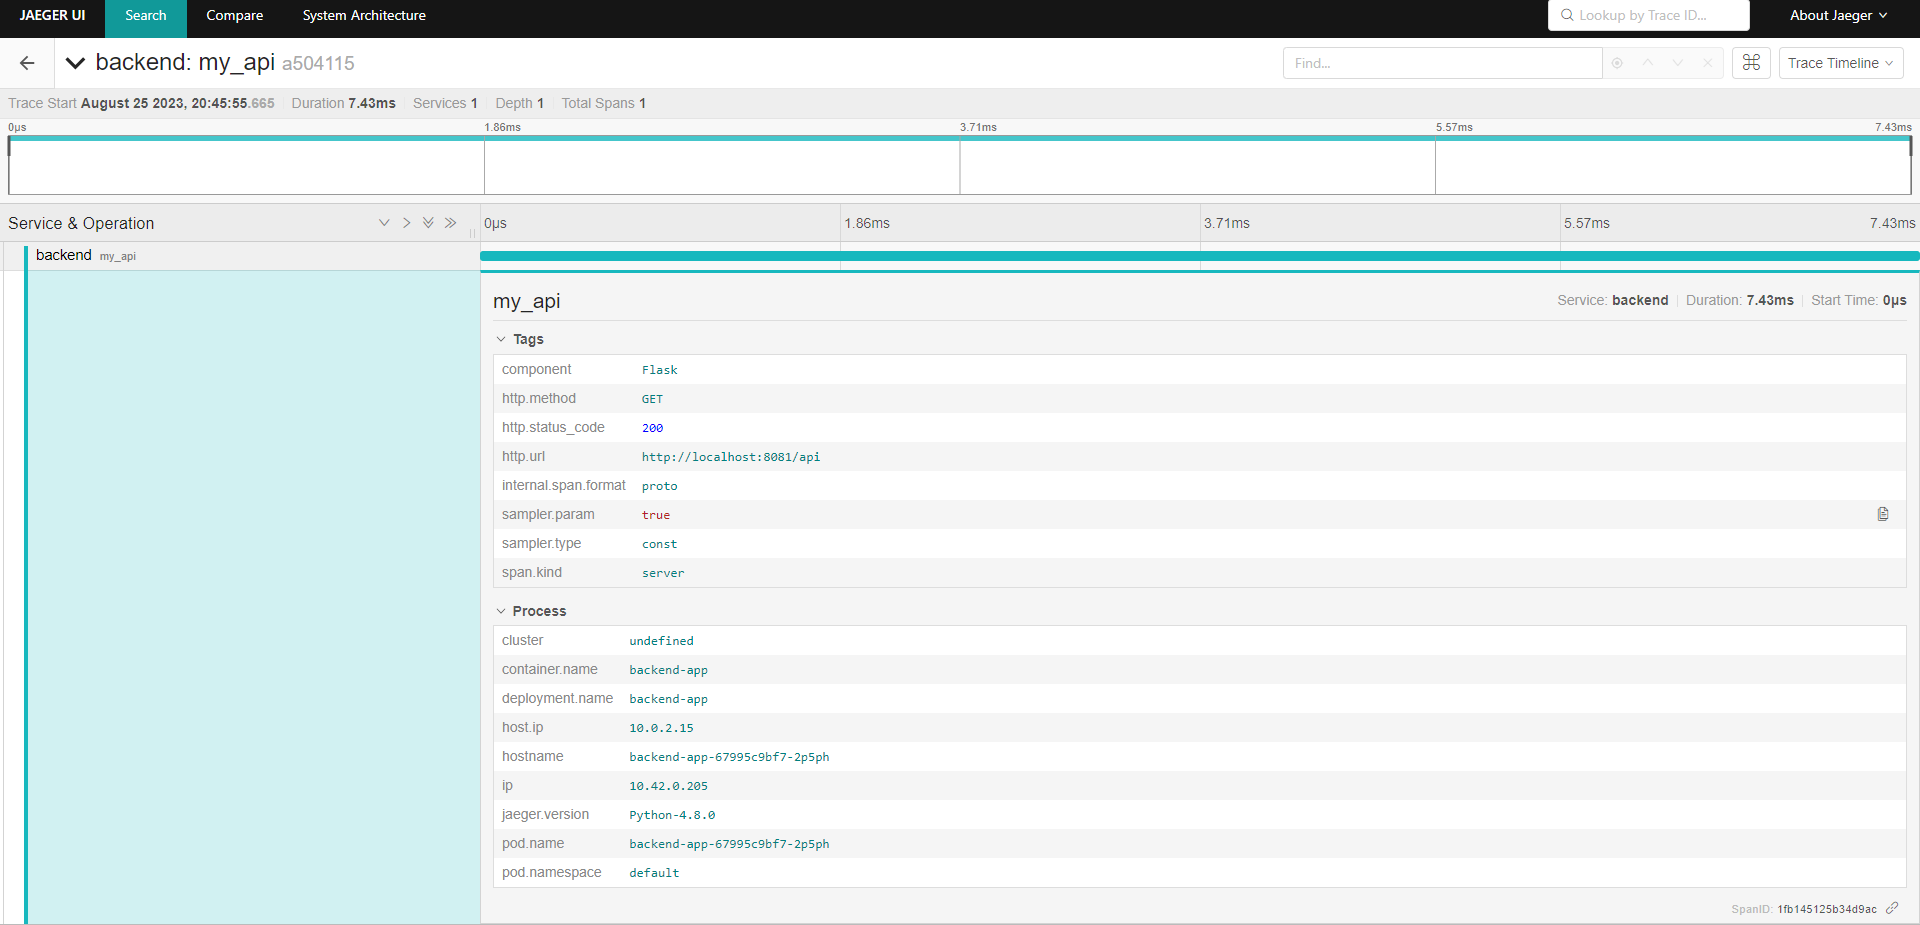 JAEGER UI Search Compare System Architecture Lookup by Trace ID... About Jaeger
backend: my_api a504115 Find... Trace Timeline
Trace Start August 25 2023, 20:45:55.665 Duration 7.43ms Services 1 Depth 1 Total Spans 1
0μs 1.86ms 3.71ms 5.57ms 7.43ms
Service & Operation 0μs 1.86ms 3.71ms 5.57ms 7.43ms
backend my_api
my_api Service: backend Duration: 7.43ms Start Time: 0μs
Tags
component Flask
http.method GET
http.status_code 200
http.url http://localhost:8081/api
internal.span.format proto
sampler.param true
sampler.type const
span.kind server
Process
cluster undefined
container.name backend-app
deployment.name backend-app
host.ip 10.0.2.15
hostname backend-app-67995c9bf7-2p5ph
ip 10.42.0.205
jaeger.version Python-4.8.0
pod.name backend-app-67995c9bf7-2p5ph
pod.namespace default
SpanID: 1fb145125b34d9ac